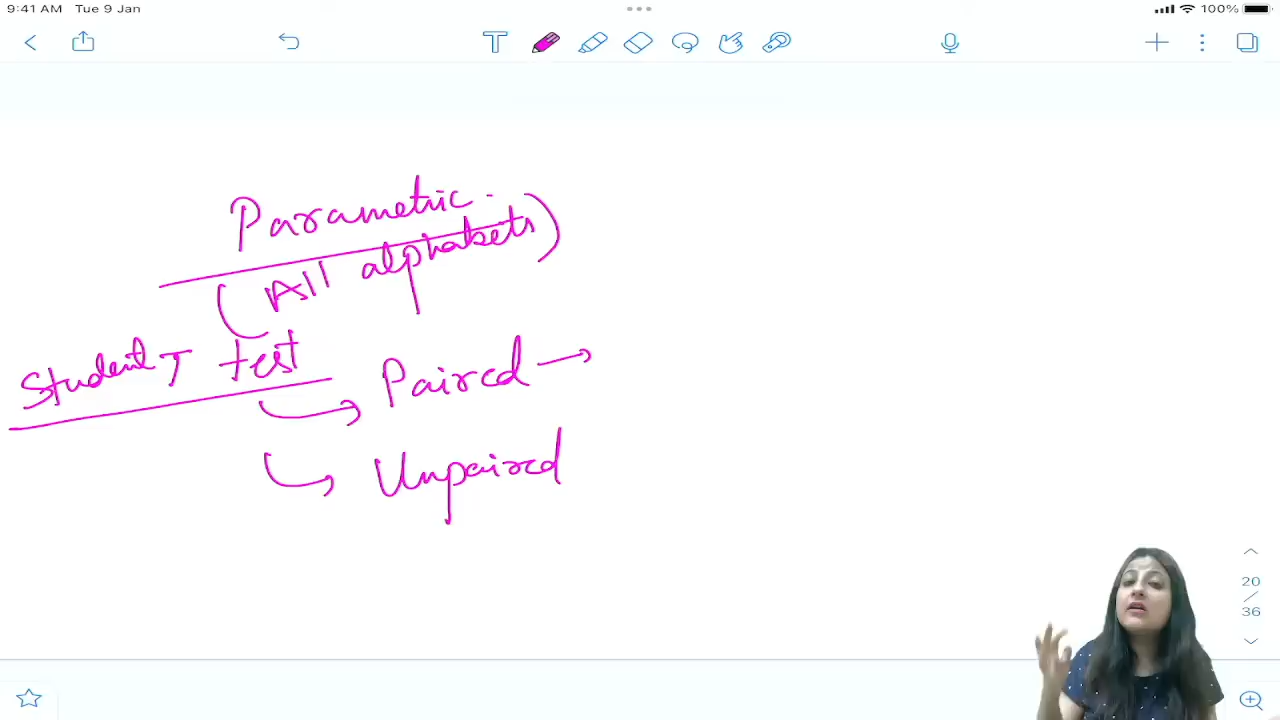 9:41 AM Tue 9 Jan
100%
T
Parametric
(All alphabets)
Student T test
Paired →
Unpaired
20
/
36